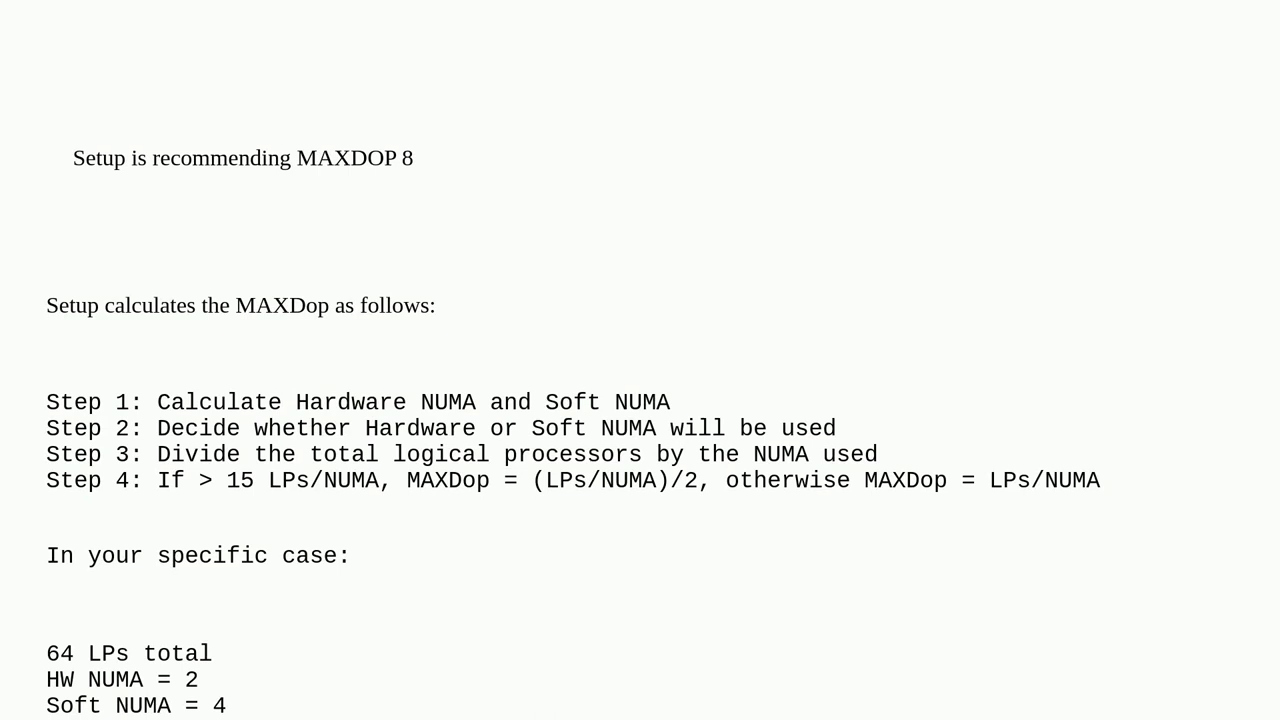 Setup is recommending MAXDOP 8
Setup calculates the MAXDop as follows:
Step 1: Calculate Hardware NUMA and Soft NUMA
Step 2: Decide whether Hardware or Soft NUMA will be used
Step 3: Divide the total logical processors by the NUMA used
Step 4: If > 15 LPs/NUMA, MAXDop = (LPs/NUMA)/2, otherwise MAXDop = LPs/NUMA
In your specific case:
64 LPs total
HW NUMA = 2
Soft NUMA = 4